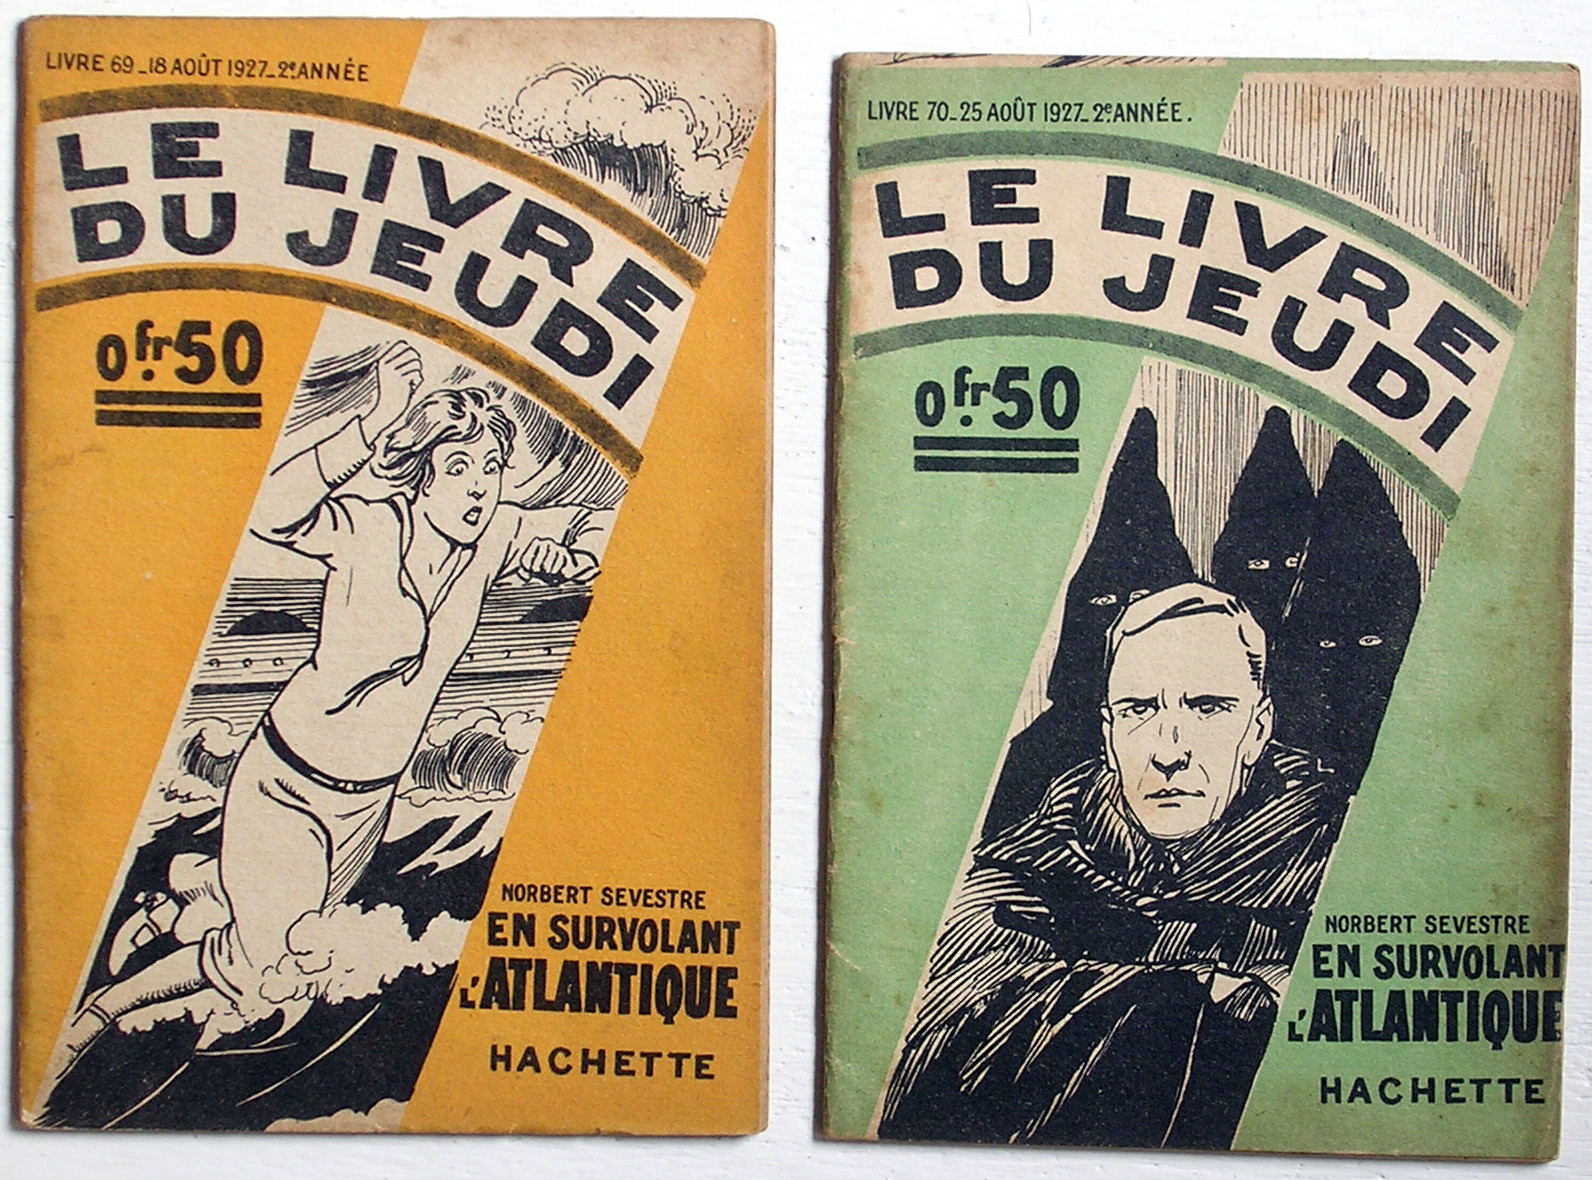 LIVRE 69_18 AOÛT 1927_2e ANNÉE
LE LIVRE
DU JEUDI
0fr.50
NORBERT SEVESTRE
EN SURVOLANT
L'ATLANTIQUE
HACHETTE
LIVRE 70_25 AOÛT 1927_2e ANNÉE.
LE LIVRE
DU JEUDI
0fr.50
NORBERT SEVESTRE
EN SURVOLANT
L'ATLANTIQUE
HACHETTE